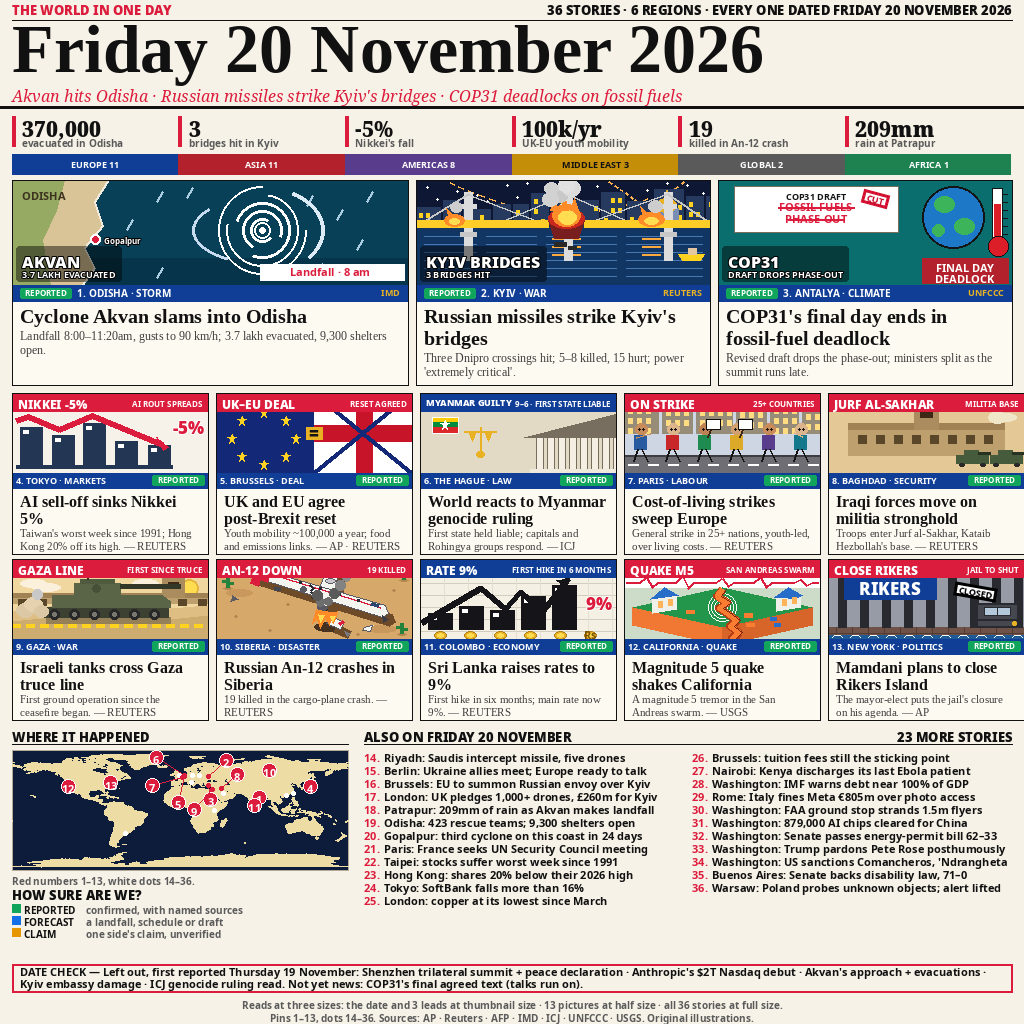 THE WORLD IN ONE DAY
36 STORIES · 6 REGIONS · EVERY ONE DATED FRIDAY 20 NOVEMBER 2026
Friday 20 November 2026
Akvan hits Odisha · Russian missiles strike Kyiv's bridges · COP31 deadlocks on fossil fuels
370,000
evacuated in Odisha
3
bridges hit in Kyiv
-5%
Nikkei's fall
100k/yr
UK-EU youth mobility
19
killed in An-12 crash
209mm
rain at Patrapur
EUROPE 11
ASIA 11
AMERICAS 8
MIDDLE EAST 3
GLOBAL 2
AFRICA 1
ODISHA
Gopalpur
AKVAN
3.7 LAKH EVACUATED
Landfall · 8 am
REPORTED 1. ODISHA · STORM IMD
Cyclone Akvan slams into Odisha
Landfall 8:00–11:20am, gusts to 90 km/h; 3.7 lakh evacuated, 9,300 shelters
open.
KYIV BRIDGES
3 BRIDGES HIT
REPORTED 2. KYIV · WAR REUTERS
Russian missiles strike Kyiv's
bridges
Three Dnipro crossings hit; 5–8 killed, 15 hurt; power
'extremely critical'.
COP31 DRAFT
FOSSIL FUELS
PHASE-OUT
CUT
COP31
DRAFT DROPS PHASE-OUT
FINAL DAY
DEADLOCK
REPORTED 3. ANTALYA · CLIMATE UNFCCC
COP31's final day ends in
fossil-fuel deadlock
Revised draft drops the phase-out; ministers split as the
summit runs late.
NIKKEI -5% AI ROUT SPREADS
-5%
4. TOKYO · MARKETS REPORTED
AI sell-off sinks Nikkei
5%
Taiwan's worst week since 1991; Hong
Kong 20% off its high. — REUTERS
UK–EU DEAL RESET AGREED
=
5. BRUSSELS · DEAL REPORTED
UK and EU agree
post-Brexit reset
Youth mobility ~100,000 a year; food
and emissions links. — AP · REUTERS
MYANMAR GUILTY 9–6 · FIRST STATE LIABLE
6. THE HAGUE · LAW REPORTED
World reacts to Myanmar
genocide ruling
First state held liable; capitals and
Rohingya groups respond. — ICJ
ON STRIKE 25+ COUNTRIES
7. PARIS · LABOUR REPORTED
Cost-of-living strikes
sweep Europe
General strike in 25+ nations, youth-led,
over living costs. — REUTERS
JURF AL-SAKHAR MILITIA BASE
8. BAGHDAD · SECURITY REPORTED
Iraqi forces move on
militia stronghold
Troops enter Jurf al-Sakhar, Kataib
Hezbollah's base. — REUTERS
GAZA LINE FIRST SINCE TRUCE
9. GAZA · WAR REPORTED
Israeli tanks cross Gaza
truce line
First ground operation since the
ceasefire began. — REUTERS
AN-12 DOWN 19 KILLED
10. SIBERIA · DISASTER REPORTED
Russian An-12 crashes in
Siberia
19 killed in the cargo-plane crash. —
REUTERS
RATE 9% FIRST HIKE IN 6 MONTHS
9%
Rs
11. COLOMBO · ECONOMY REPORTED
Sri Lanka raises rates to
9%
First hike in six months; main rate now
9%. — REUTERS
QUAKE M5 SAN ANDREAS SWARM
12. CALIFORNIA · QUAKE REPORTED
Magnitude 5 quake
shakes California
A magnitude 5 tremor in the San
Andreas swarm. — USGS
CLOSE RIKERS JAIL TO SHUT
RIKERS
CLOSED
13. NEW YORK · POLITICS REPORTED
Mamdani plans to close
Rikers Island
The mayor-elect puts the jail's closure
on his agenda. — AP
WHERE IT HAPPENED
6
2
8
10
12
13
7
4
5
3
11
9
Red numbers 1–13, white dots 14–36.
HOW SURE ARE WE?
REPORTED confirmed, with named sources
FORECAST a landfall, schedule or draft
CLAIM one side's claim, unverified
ALSO ON FRIDAY 20 NOVEMBER
23 MORE STORIES
14. Riyadh: Saudis intercept missile, five drones
15. Berlin: Ukraine allies meet; Europe ready to talk
16. Brussels: EU to summon Russian envoy over Kyiv
17. London: UK pledges 1,000+ drones, £260m for Kyiv
18. Patrapur: 209mm of rain as Akvan makes landfall
19. Odisha: 423 rescue teams; 9,300 shelters open
20. Gopalpur: third cyclone on this coast in 24 days
21. Paris: France seeks UN Security Council meeting
22. Taipei: stocks suffer worst week since 1991
23. Hong Kong: shares 20% below their 2026 high
24. Tokyo: SoftBank falls more than 16%
25. London: copper at its lowest since March
26. Brussels: tuition fees still the sticking point
27. Nairobi: Kenya discharges its last Ebola patient
28. Washington: IMF warns debt near 100% of GDP
29. Rome: Italy fines Meta €805m over photo access
30. Washington: FAA ground stop strands 1.5m flyers
31. Washington: 879,000 AI chips cleared for China
32. Washington: Senate passes energy-permit bill 62–33
33. Washington: Trump pardons Pete Rose posthumously
34. Washington: US sanctions Comancheros, 'Ndrangheta
35. Buenos Aires: Senate backs disability law, 71–0
36. Warsaw: Poland probes unknown objects; alert lifted
DATE CHECK — Left out, first reported Thursday 19 November: Shenzhen trilateral summit + peace declaration · Anthropic's $2T Nasdaq debut · Akvan's approach + evacuations ·
Kyiv embassy damage · ICJ genocide ruling read. Not yet news: COP31's final agreed text (talks run on).
Reads at three sizes: the date and 3 leads at thumbnail size · 13 pictures at half size · all 36 stories at full size.
Pins 1–13, dots 14–36. Sources: AP · Reuters · AFP · IMD · ICJ · UNFCCC · USGS. Original illustrations.